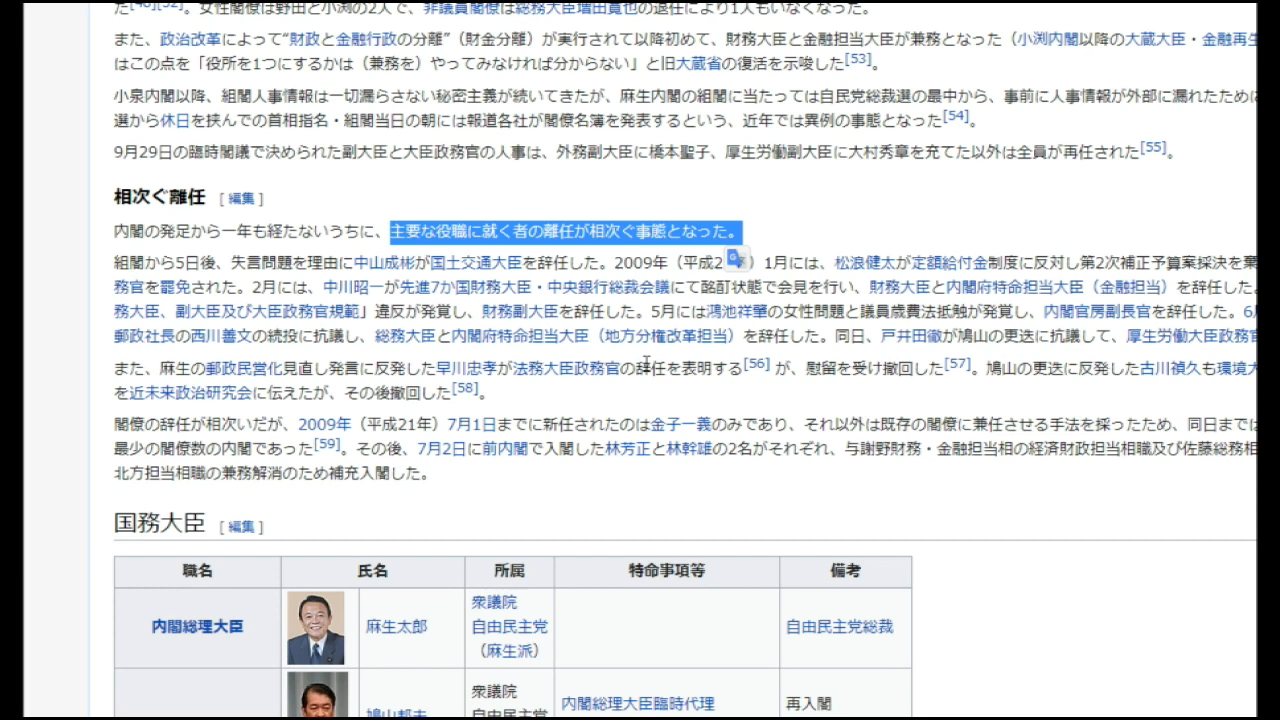 た[48][52]。女性閣僚は野田と小渕の2人で、非議員閣僚は総務大臣増田寛也の退任により1人もいなくなった。
また、政治改革によって“財政と金融行政の分離”（財金分離）が実行されて以降初めて、財務大臣と金融担当大臣が兼務となった（小渕内閣以降の大蔵大臣・金融再生
はこの点を「役所を1つにするかは（兼務を）やってみなければ分からない」と旧大蔵省の復活を示唆した[53]。
小泉内閣以降、組閣人事情報は一切漏らさない秘密主義が続いてきたが、麻生内閣の組閣に当たっては自民党総裁選の最中から、事前に人事情報が外部に漏れたために
選から休日を挟んでの首相指名・組閣当日の朝には報道各社が閣僚名簿を発表するという、近年では異例の事態となった[54]。
9月29日の臨時閣議で決められた副大臣と大臣政務官の人事は、外務副大臣に橋本聖子、厚生労働副大臣に大村秀章を充てた以外は全員が再任された[55]。
相次ぐ離任 [編集]
内閣の発足から一年も経たないうちに、主要な役職に就く者の離任が相次ぐ事態となった。
組閣から5日後、失言問題を理由に中山成彬が国土交通大臣を辞任した。2009年（平成2 ）1月には、松浪健太が定額給付金制度に反対し第2次補正予算案採決を棄
務官を罷免された。2月には、中川昭一が先進7か国財務大臣・中央銀行総裁会議にて酩酊状態で会見を行い、財務大臣と内閣府特命担当大臣（金融担当）を辞任した。
務大臣、副大臣及び大臣政務官規範」違反が発覚し、財務副大臣を辞任した。5月には鴻池祥肇の女性問題と議員歳費法抵触が発覚し、内閣官房副長官を辞任した。6
郵政社長の西川善文の続投に抗議し、総務大臣と内閣府特命担当大臣（地方分権改革担当）を辞任した。同日、戸井田徹が鳩山の更迭に抗議して、厚生労働大臣政務官
また、麻生の郵政民営化見直し発言に反発した早川忠孝が法務大臣政務官の辞任を表明する[56] が、慰留を受け撤回した[57]。鳩山の更迭に反発した古川禎久も環境大
を近未来政治研究会に伝えたが、その後撤回した[58]。
閣僚の辞任が相次いだが、2009年（平成21年）7月1日までに新任されたのは金子一義のみであり、それ以外は既存の閣僚に兼任させる手法を採ったため、同日までは
最少の閣僚数の内閣であった[59]。その後、7月2日に前内閣で入閣した林芳正と林幹雄の2名がそれぞれ、与謝野財務・金融担当相の経済財政担当相職及び佐藤総務相
北方担当相職の兼務解消のため補充入閣した。
国務大臣 [編集]
職名 氏名 所属 特命事項等 備考
内閣総理大臣 麻生太郎 衆議院 自由民主党総裁
自由民主党
（麻生派）
衆議院
鳩山邦夫 自由民主党 内閣総理大臣臨時代理 再入閣